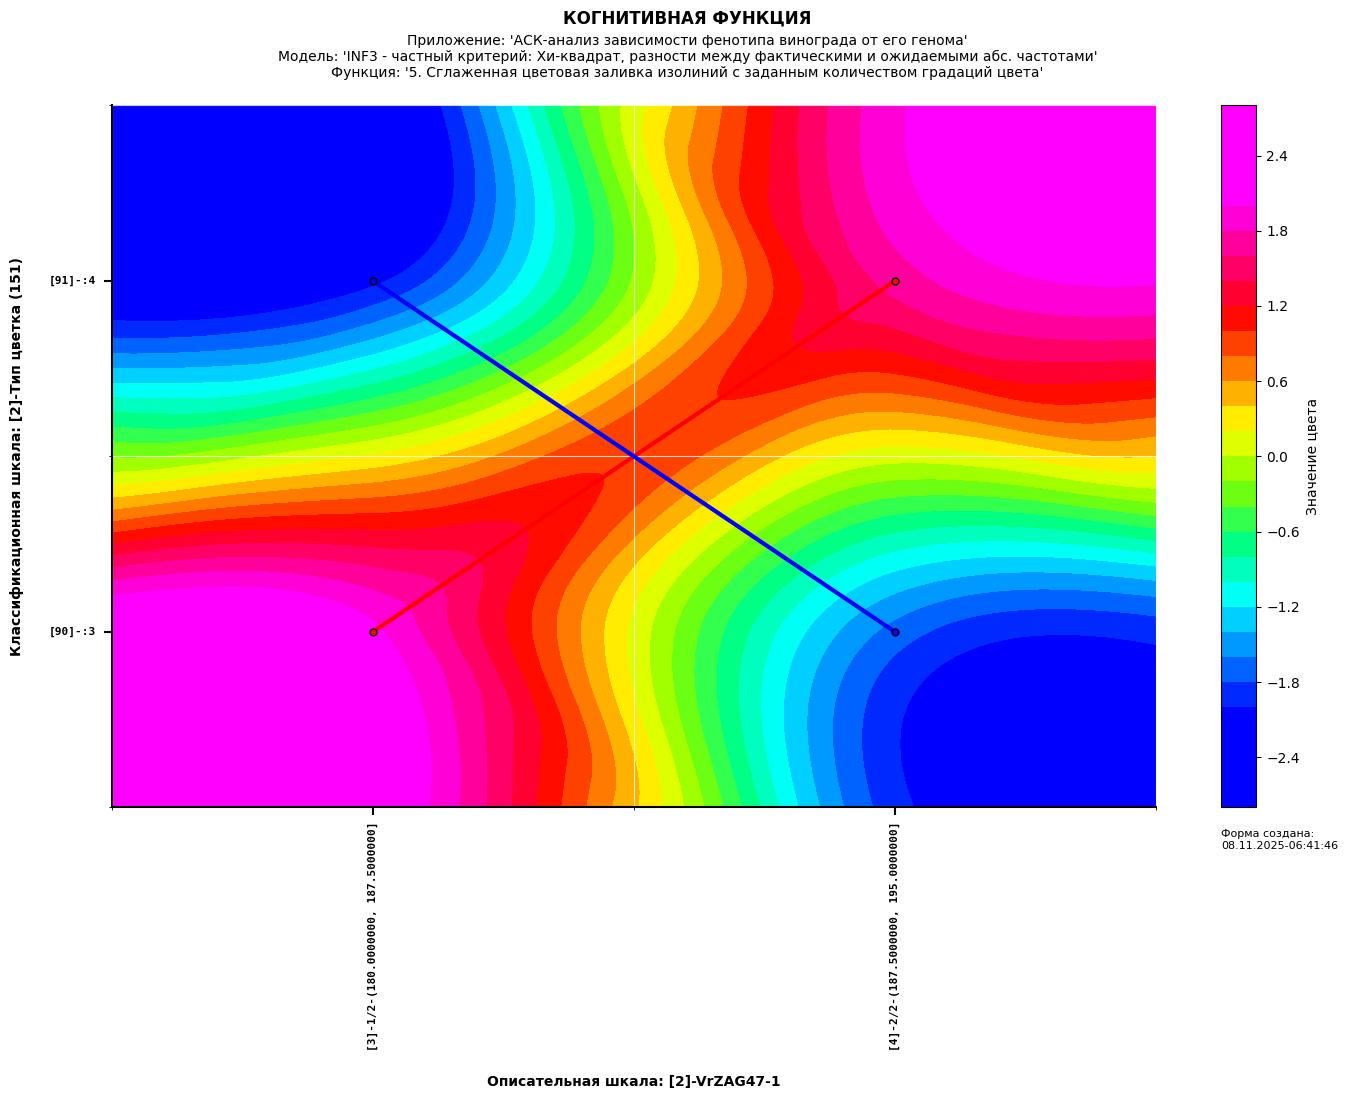 КОГНИТИВНАЯ ФУНКЦИЯ
Приложение: 'АСК-анализ зависимости фенотипа винограда от его генома'
Модель: 'INF3 - частный критерий: Хи-квадрат, разности между фактическими и ожидаемыми абс. частотами'
Функция: '5. Сглаженная цветовая заливка изолиний с заданным количеством градаций цвета'
Классификационная шкала: [2]-Тип цветка (151)
[91]-:4
[90]-:3
[3]-1/2-(180.0000000, 187.5000000]
[4]-2/2-(187.5000000, 195.0000000]
Описательная шкала: [2]-VrZAG47-1
2.4
1.8
1.2
0.6
0.0
−0.6
−1.2
−1.8
−2.4
Значение цвета
Форма создана:
08.11.2025-06:41:46